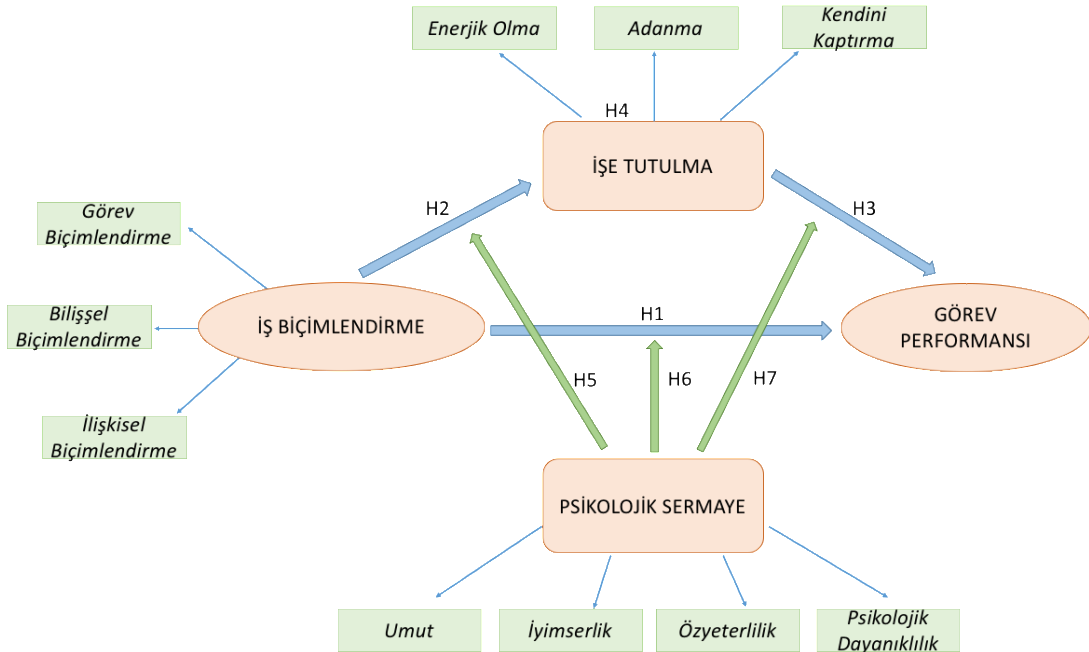 Enerjik Olma
Adanma
Kendini
Kaptırma
H4
İŞE TUTULMA
H2
H3
Görev
Biçimlendirme
Bilişsel
Biçimlendirme
İlişkisel
Biçimlendirme
İŞ BİÇİMLENDİRME
H1
GÖREV
PERFORMANSI
H5
H6
H7
PSİKOLOJİK SERMAYE
Umut
İyimserlik
Özyeterlilik
Psikolojik
Dayanıklılık